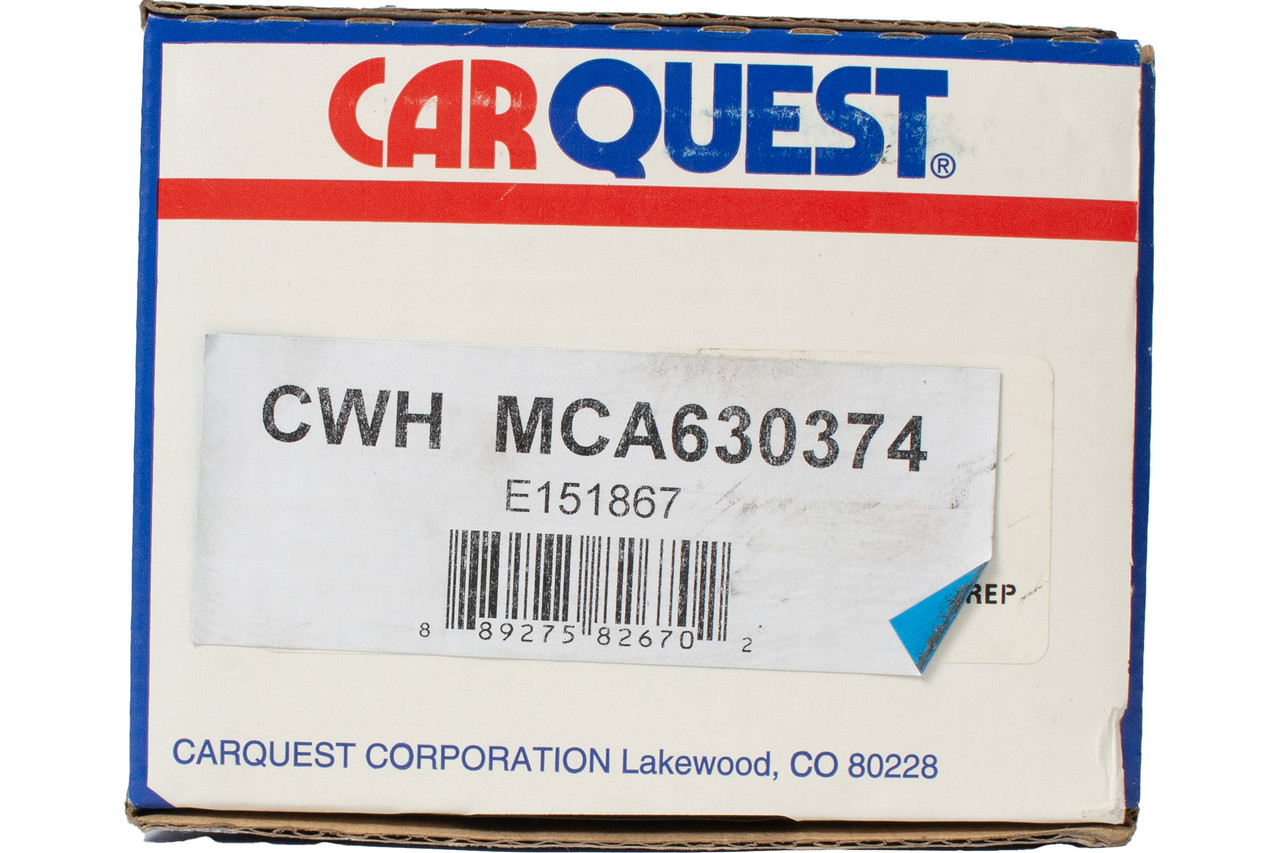 CARQUEST®
CWH MCA630374
E151867
8 89275 82670 2
REP
CARQUEST CORPORATION Lakewood, CO 80228